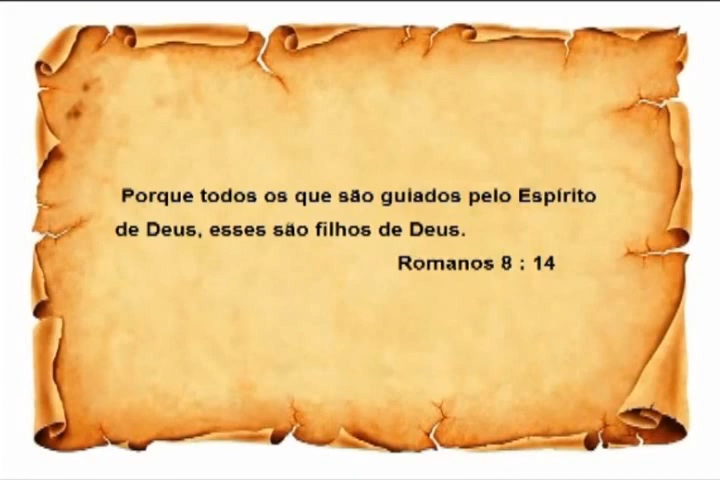 Porque todos os que são guiados pelo Espírito
de Deus, esses são filhos de Deus.
Romanos 8 : 14